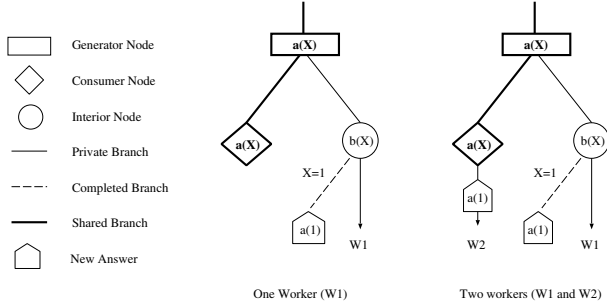 Generator Node
Consumer Node
Interior Node
Private Branch
Completed Branch
Shared Branch
New Answer
a(X)
a(X)
b(X)
X=1
a(1)
W1
One Worker (W1)
a(X)
a(X)
b(X)
X=1
a(1)
a(1)
W2
W1
Two workers (W1 and W2)